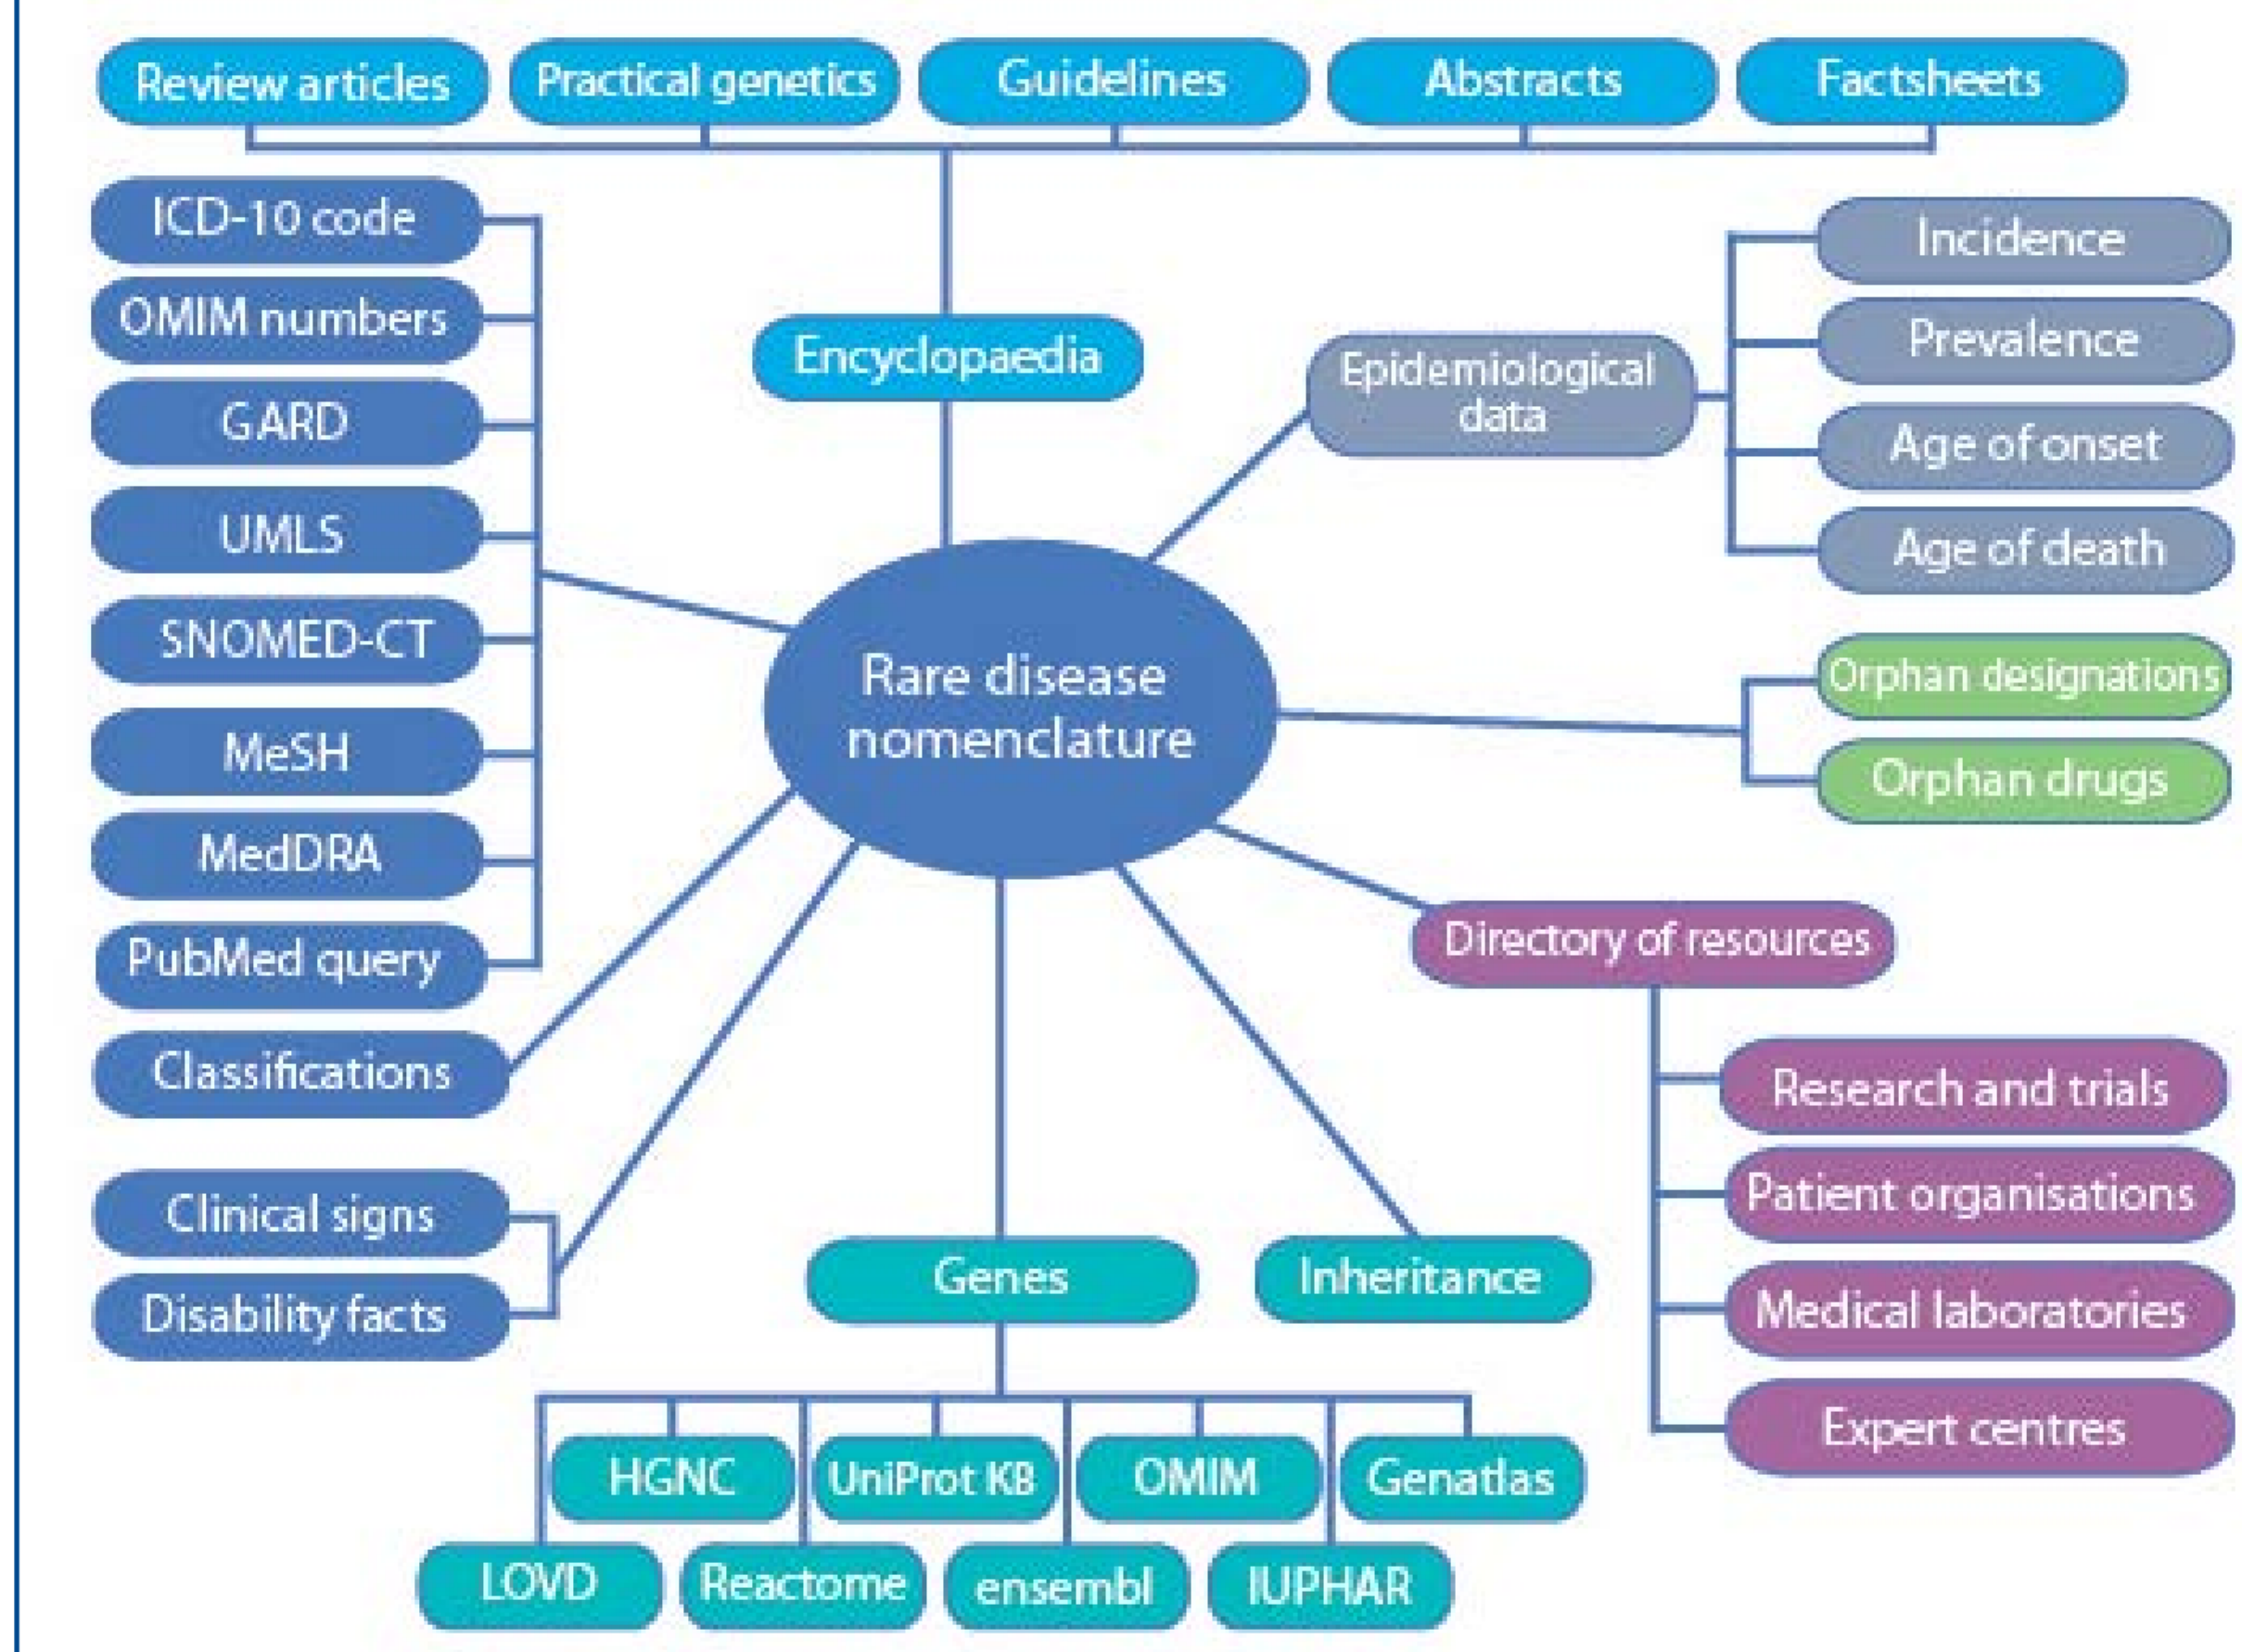 Review articles
Practical genetics
Guidelines
Abstracts
Factsheets
ICD-10 code
OMIM numbers
GARD
UMLS
SNOMED-CT
MeSH
MedDRA
PubMed query
Classifications
Clinical signs
Disability facts
Encyclopaedia
Epidemiological
data
Incidence
Prevalence
Age of onset
Age of death
Rare disease
nomenclature
Orphan designations
Orphan drugs
Directory of resources
Research and trials
Patient organisations
Medical laboratories
Expert centres
Genes
Inheritance
HGNC
UniProt KB
OMIM
Genatlas
LOVD
Reactome
ensembl
IUPHAR